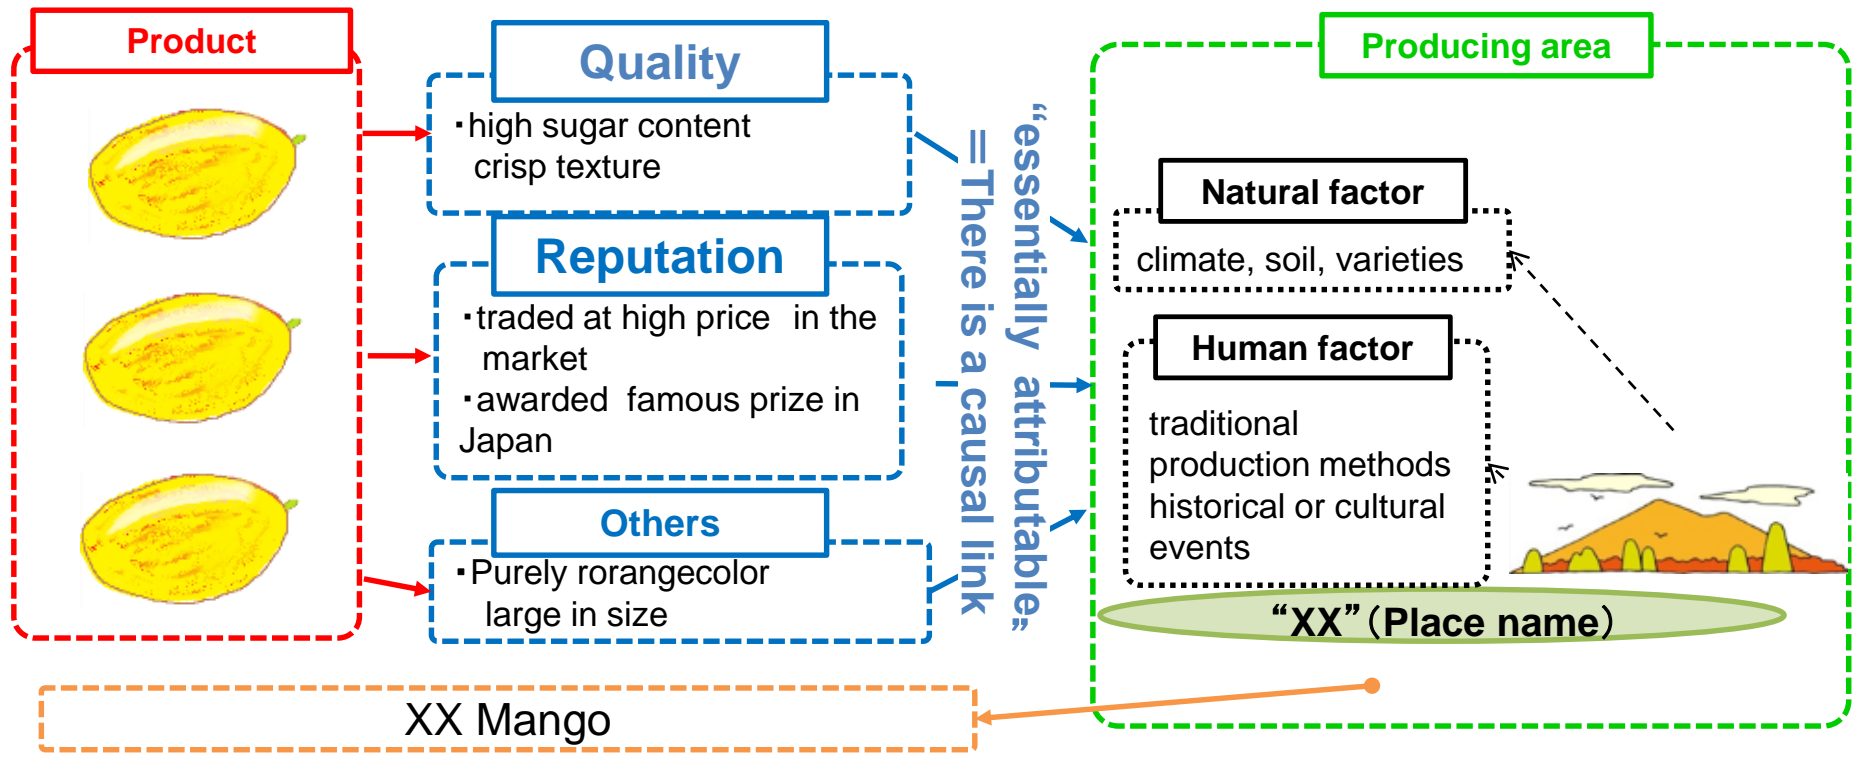 Product
Quality
・high sugar content
crisp texture
Reputation
・traded at high price in the
market
・awarded famous prize in
Japan
Others
・Purely rorangecolor
large in size
“essentially attributable”
＝There is a causal link
Producing area
Natural factor
climate, soil, varieties
Human factor
traditional
production methods
historical or cultural
events
“XX”（Place name）
XX Mango